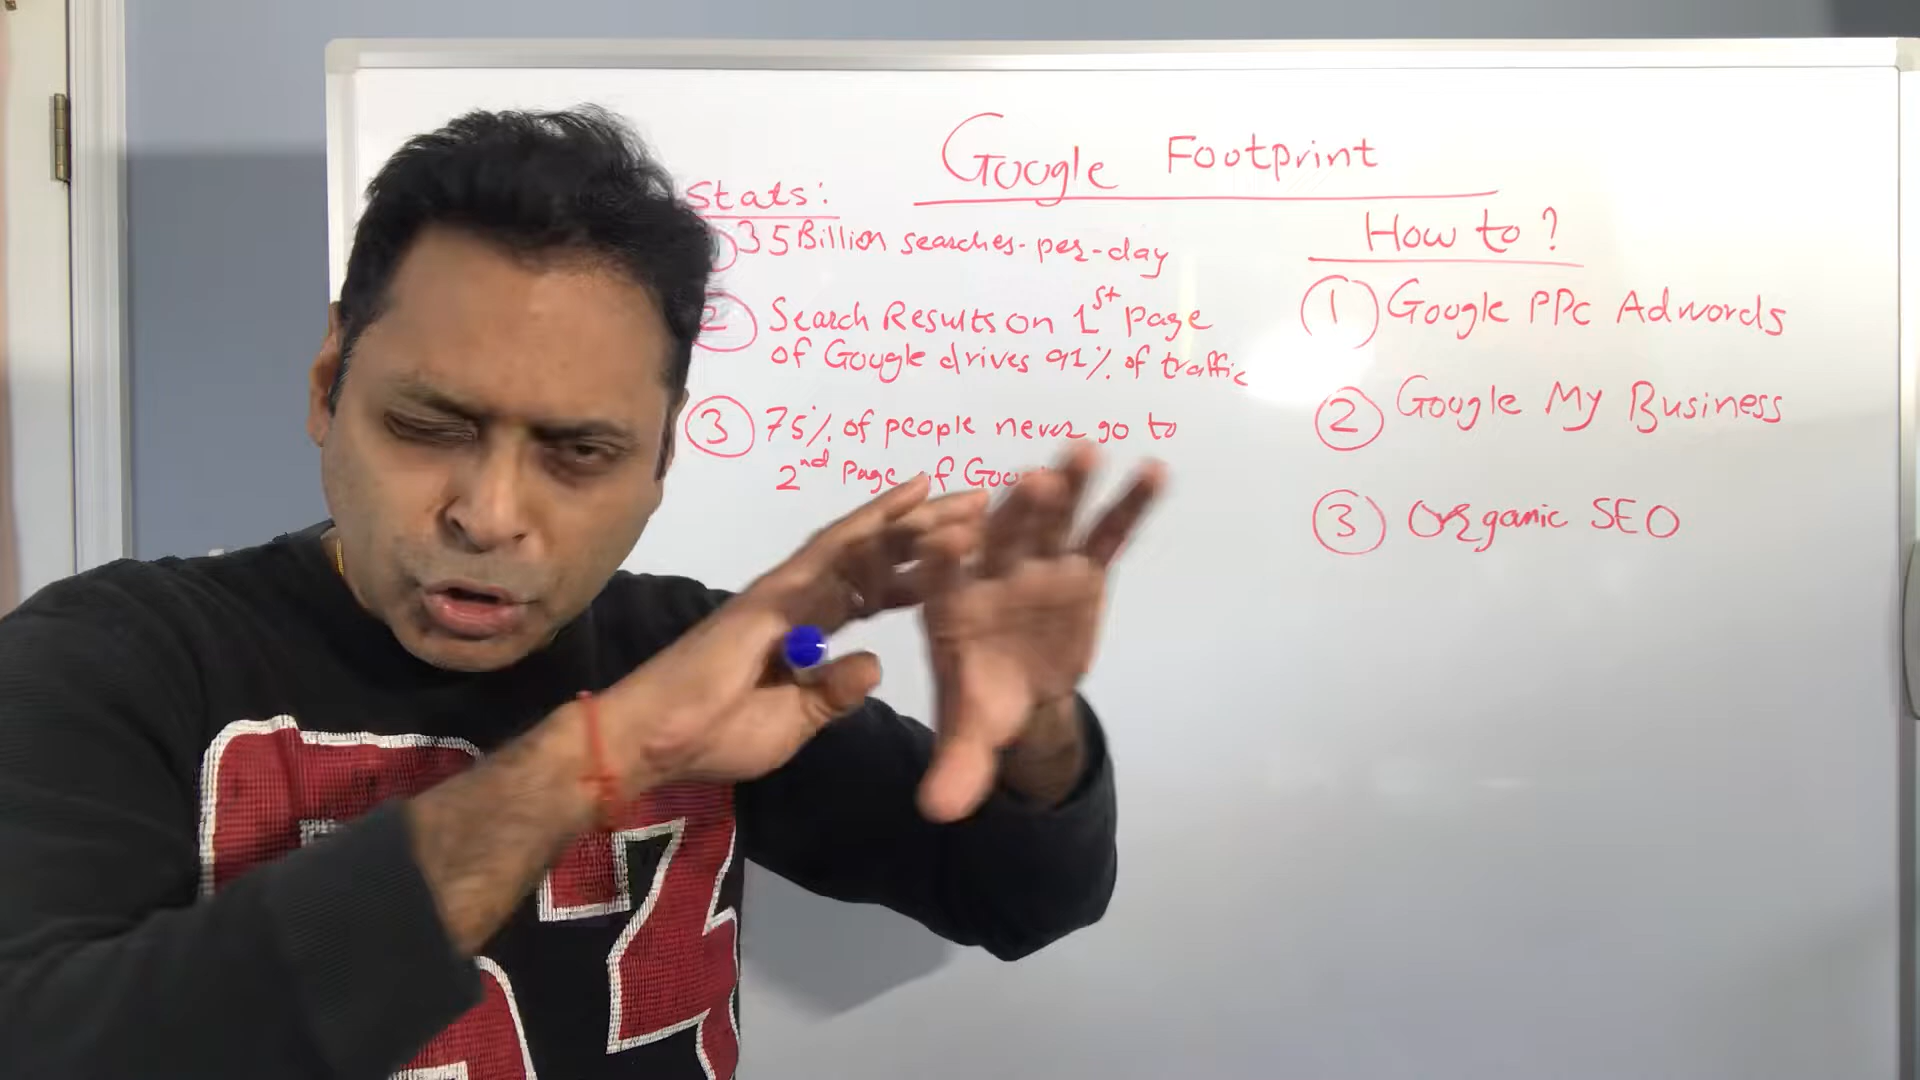 Google Footprint
Stats:
35 Billion searches-per-day
2 Search Results on 1st page
of Google drives 91% of traffic
3 75% of people never go to
2nd Page of
How to?
1 Google PPC Adwords
2 Google My Business
3 Organic SEO